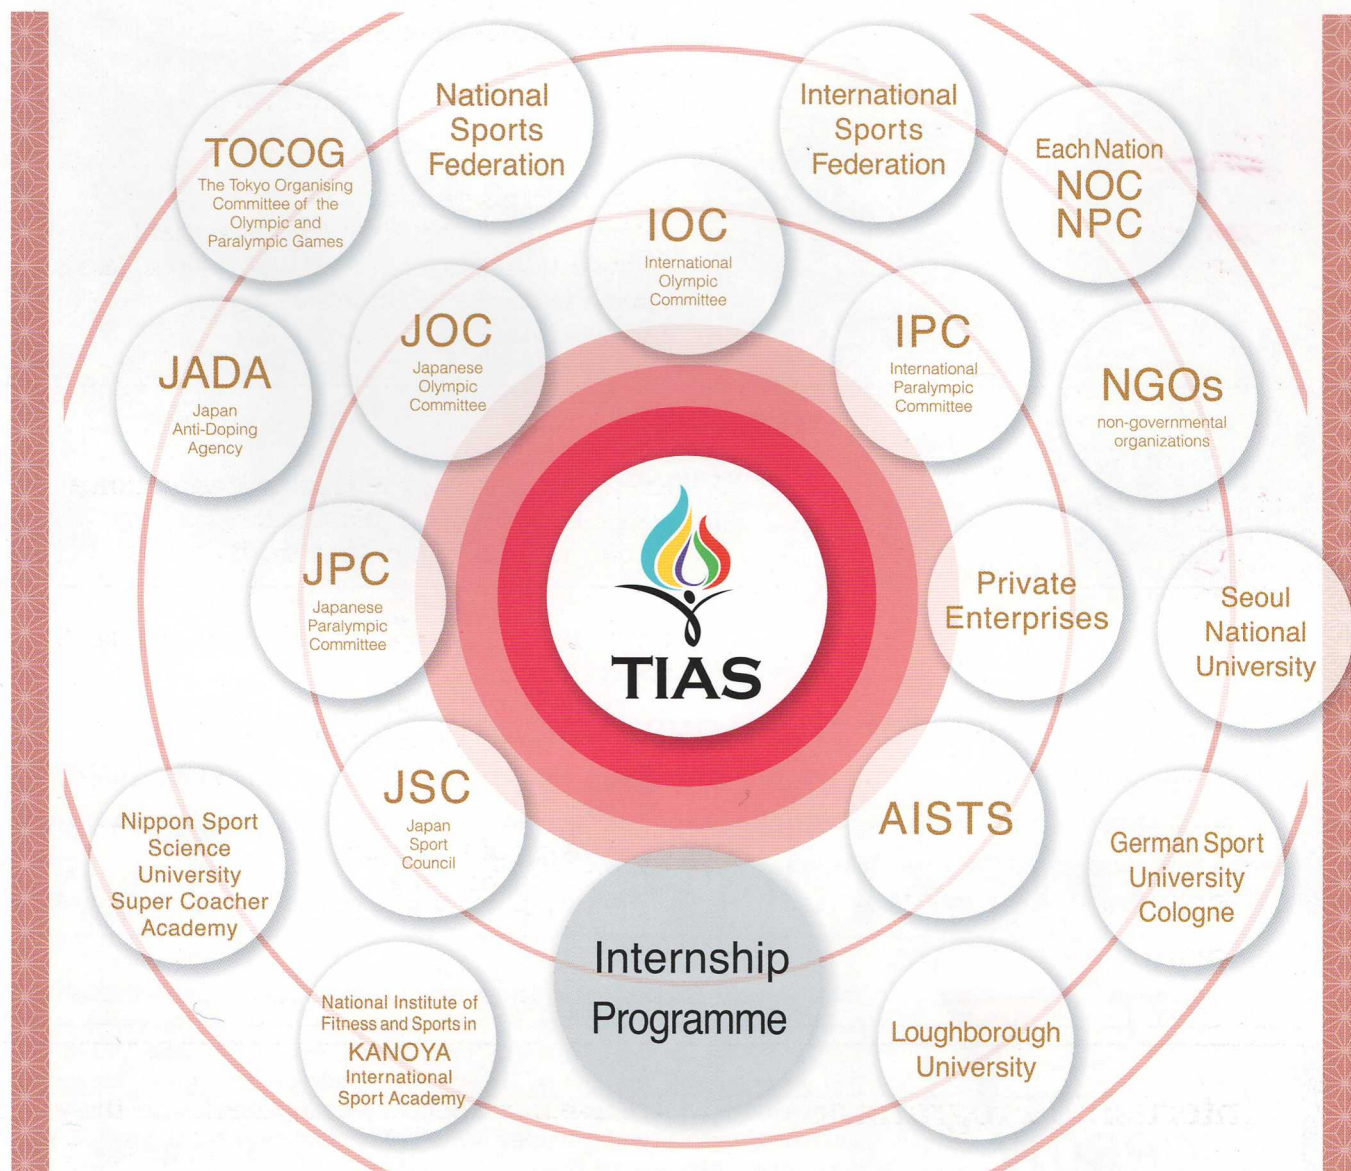 National
Sports
Federation
International
Sports
Federation
TOCOG
The Tokyo Organising
Committee of the
Olympic and
Paralympic Games
Each Nation
NOC
NPC
IOC
International
Olympic
Committee
JOC
Japanese
Olympic
Committee
IPC
International
Paralympic
Committee
JADA
Japan
Anti-Doping
Agency
NGOs
non-governmental
organizations
JPC
Japanese
Paralympic
Committee
TIAS
Private
Enterprises
Seoul
National
University
JSC
Japan
Sport
Council
AISTS
Nippon Sport
Science
University
Super Coacher
Academy
German Sport
University
Cologne
Internship
Programme
National Institute of
Fitness and Sports in
KANOYA
International
Sport Academy
Loughborough
University